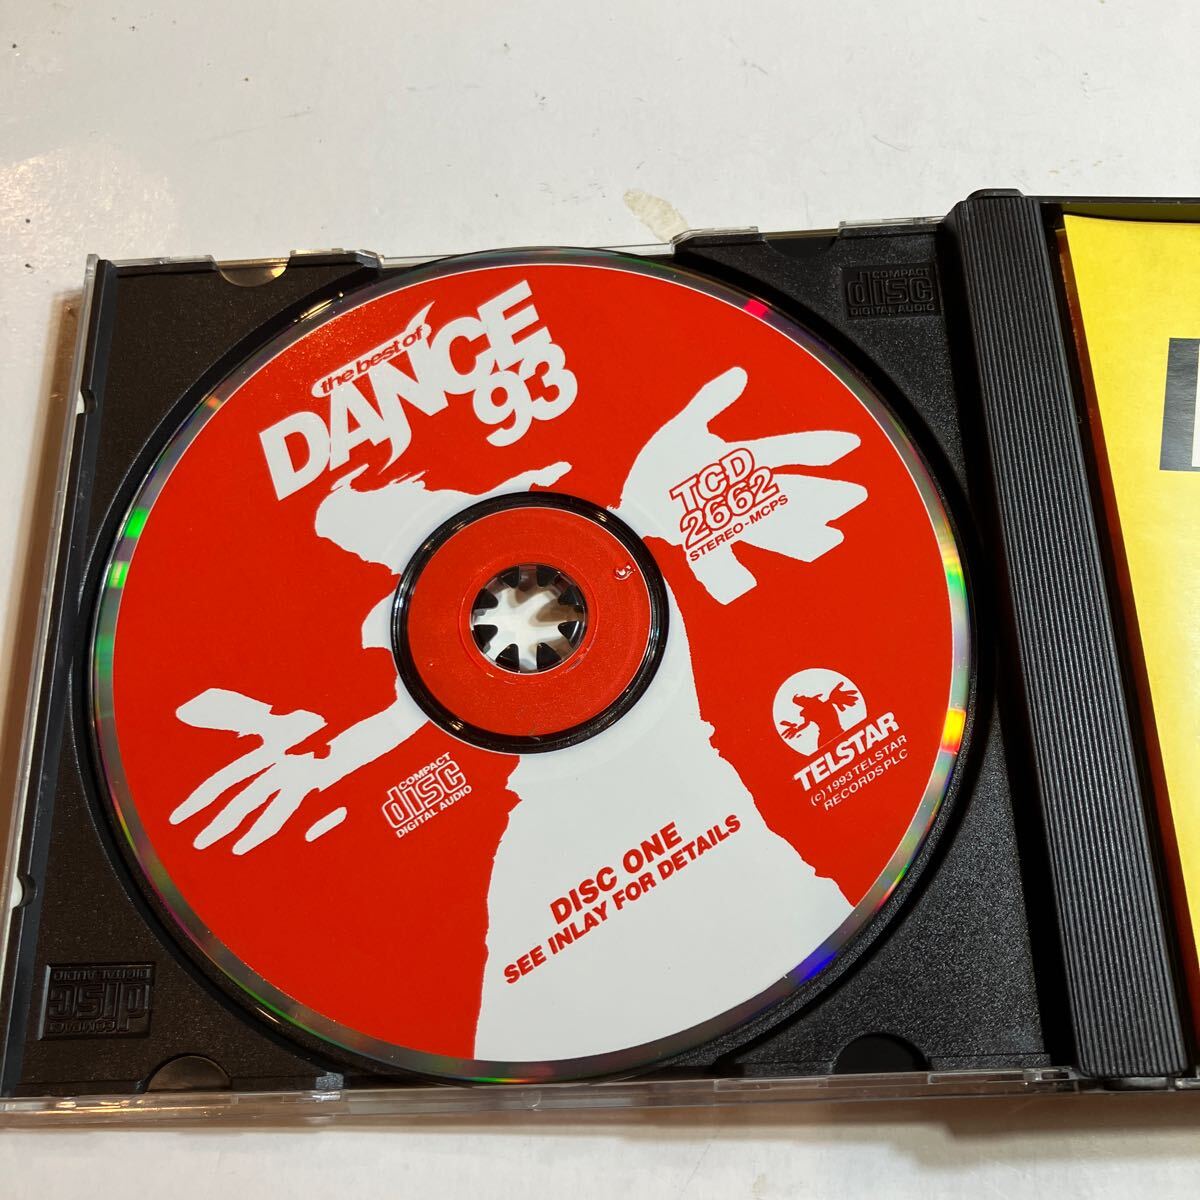 the best of
DANCE
93
TCD
2662
STEREO-MCPS
TELSTAR
(c) 1993 TELSTAR
RECORDS PLC
COMPACT
disc
DIGITAL AUDIO
DISC ONE
SEE INLAY FOR DETAILS
COMPACT
disc
DIGITAL AUDIO
COMPACT
disc
DIGITAL AUDIO